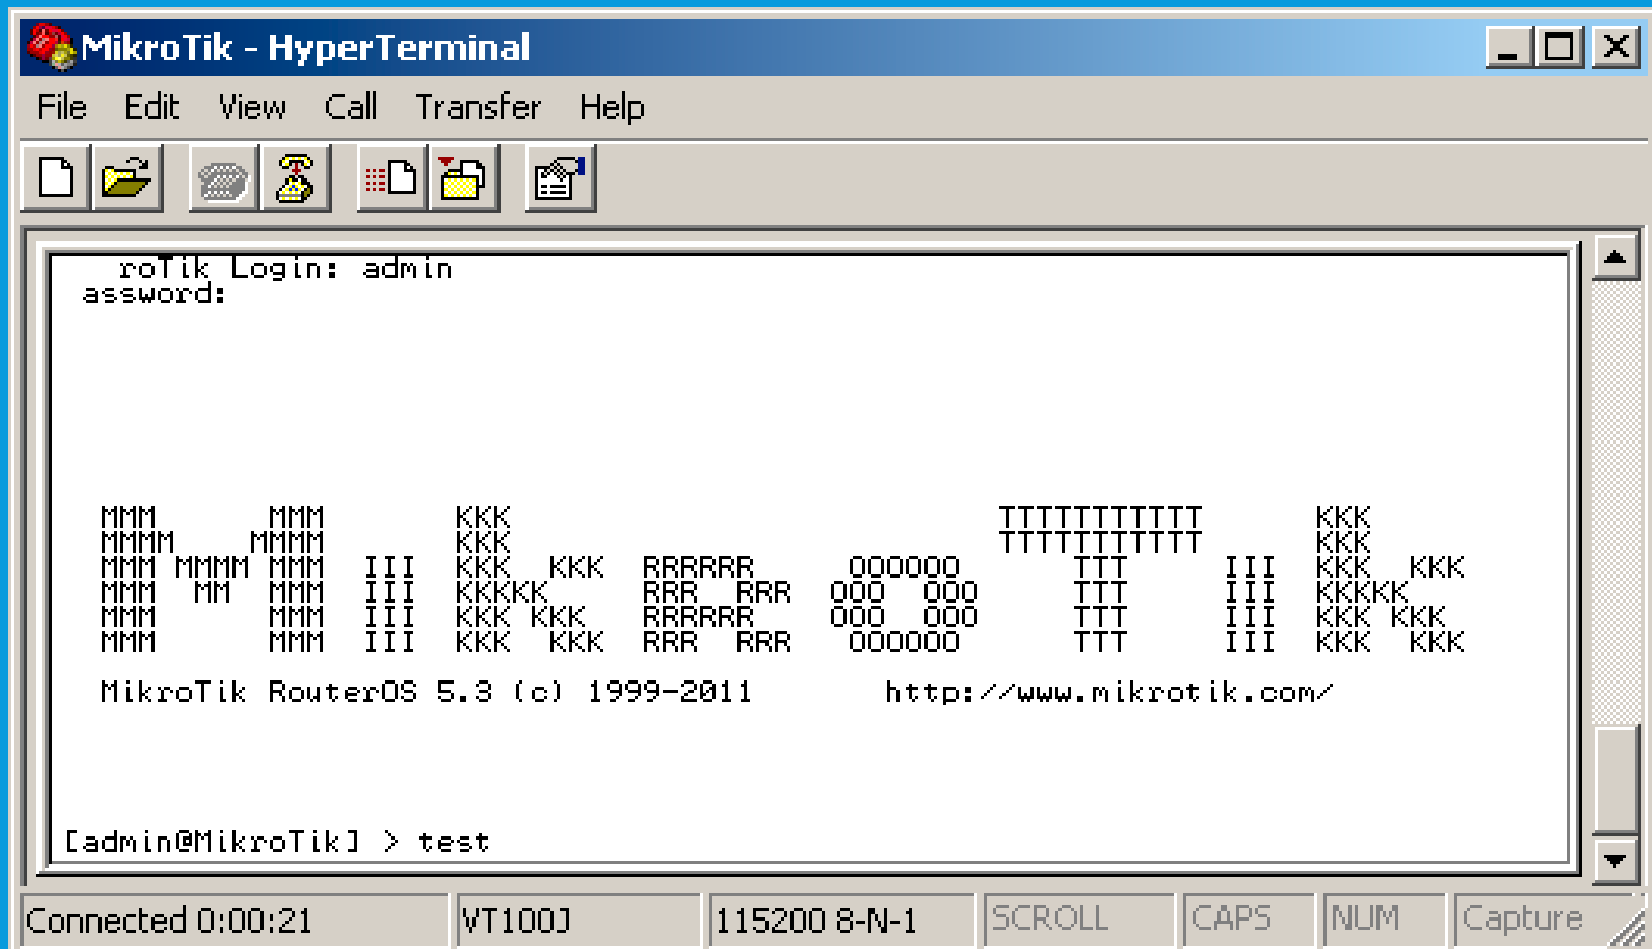 MikroTik - HyperTerminal
File Edit View Call Transfer Help
roTik Login: admin
assword:
MMM      MMM       KKK                          TTTTTTTTTTT      KKK
MMMM    MMMM       KKK                          TTTTTTTTTTT      KKK
MMM MMMM MMM  III  KKK  KKK  RRRRRR     OOOOOO      TTT     III  KKK  KKK
MMM  MM  MMM  III  KKKKK     RRR  RRR  OOO  OOO     TTT     III  KKKKK
MMM      MMM  III  KKK KKK   RRRRRR    OOO  OOO     TTT     III  KKK KKK
MMM      MMM  III  KKK  KKK  RRR  RRR   OOOOOO      TTT     III  KKK  KKK
MikroTik RouterOS 5.3 (c) 1999-2011       http://www.mikrotik.com/
[admin@MikroTik] > test
Connected 0:00:21 VT100J 115200 8-N-1 SCROLL CAPS NUM Capture